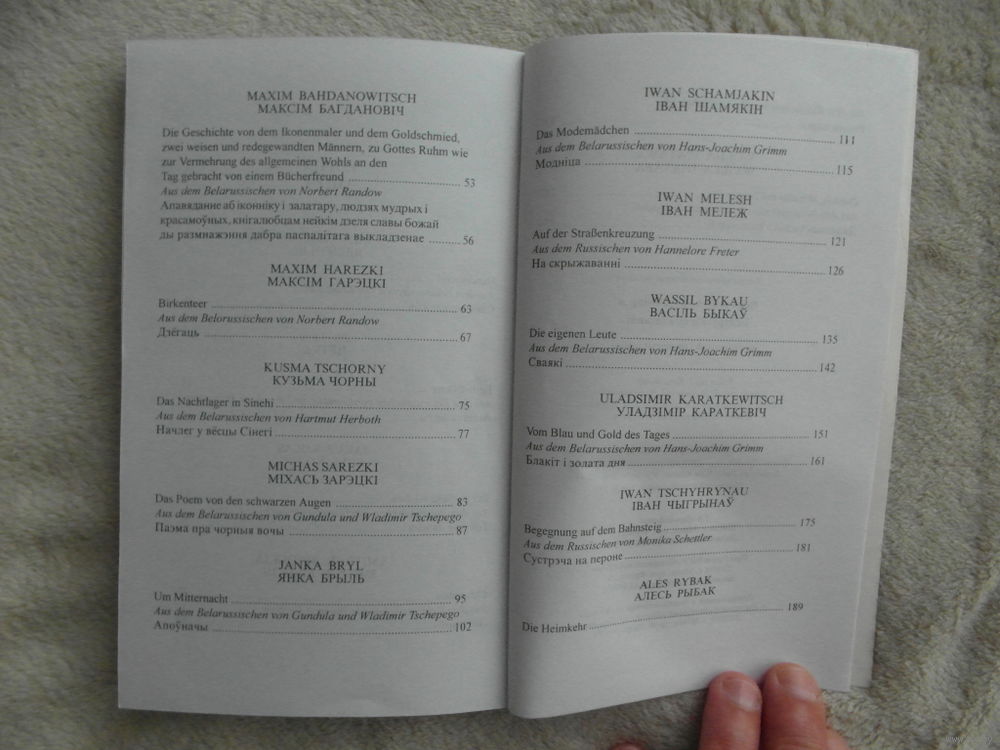 MAXIM BAHDANOWITSCH
МАКСІМ БАГДАНОВІЧ
Die Geschichte von dem Ikonenmaler und dem Goldschmied,
zwei weisen und redegewandten Männern, zu Gottes Ruhm wie
zur Vermehrung des allgemeinen Wohls an den
Tag gebracht von einem Bücherfreund ........ 53
Aus dem Belarussischen von Norbert Randow
Апавяданне аб іконніку і залатару, людзях мудрых і
красамоўных, кнігалюбцам нейкім дзеля славы божай
ды размнажэння дабра паспалітага выкладзенае ........ 56
MAXIM HAREZKI
МАКСІМ ГАРЭЦКІ
Birkenteer ........ 63
Aus dem Belorussischen von Norbert Randow
Дзёгаць ........ 67
KUSMA TSCHORNY
КУЗЬМА ЧОРНЫ
Das Nachtlager in Sinehi ........ 75
Aus dem Belarussischen von Hartmut Herboth
Начлег у вёсцы Сінегі ........ 77
MICHAS SAREZKI
МІХАСЬ ЗАРЭЦКІ
Das Poem von den schwarzen Augen ........ 83
Aus dem Belarussischen von Gundula und Wladimir Tschepego
Паэма пра чорныя вочы ........ 87
JANKA BRYL
ЯНКА БРЫЛЬ
Um Mitternacht ........ 95
Aus dem Belarussischen von Gundula und Wladimir Tschepego
Апоўначы ........ 102
IWAN SCHAMJAKIN
ІВАН ШАМЯКІН
Das Modemädchen ........ 111
Aus dem Belarussischen von Hans-Joachim Grimm
Модніца ........ 115
IWAN MELESH
ІВАН МЕЛЕЖ
Auf der Straßenkreuzung ........ 121
Aus dem Russischen von Hannelore Freter
На скрыжаванні ........ 126
WASSIL BYKAU
ВАСІЛЬ БЫКАЎ
Die eigenen Leute ........ 135
Aus dem Belarussischen von Hans-Joachim Grimm
Сваякі ........ 142
ULADSIMIR KARATKEWITSCH
УЛАДЗІМІР КАРАТКЕВІЧ
Vom Blau und Gold des Tages ........ 151
Aus dem Belarussischen von Hans-Joachim Grimm
Блакіт і золата дня ........ 161
IWAN TSCHYHRYNAU
ІВАН ЧЫГРЫНАЎ
Begegnung auf dem Bahnsteig ........ 175
Aus dem Russischen von Monika Schettler
Сустрэча на пероне ........ 181
ALES RYBAK
АЛЕСЬ РЫБАК
Die Heimkehr ........ 189